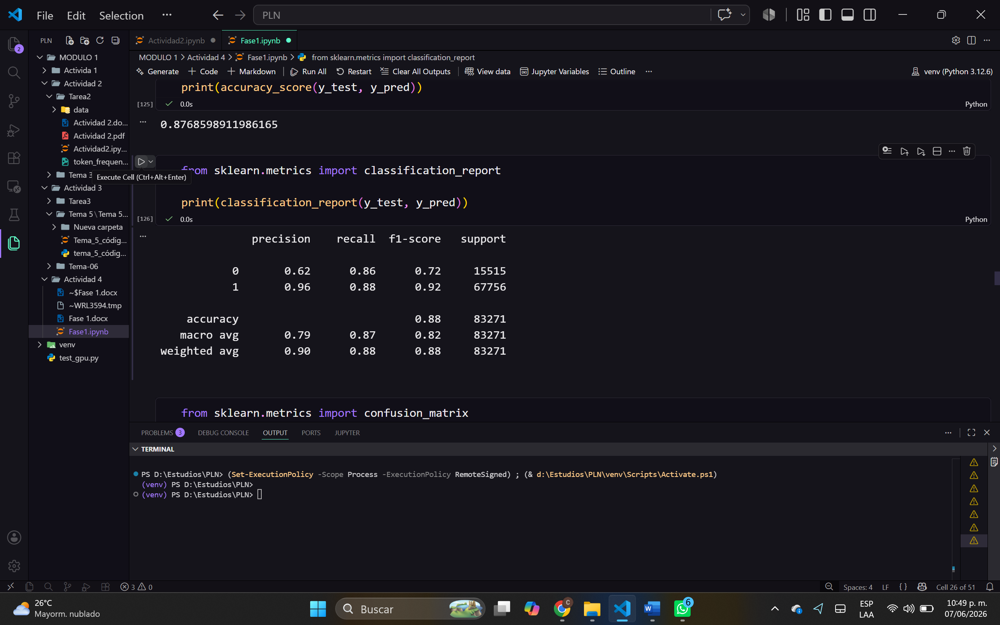 File Edit Selection ··· PLN
PLN
Actividad2.ipynb
Fase1.ipynb
2
MODULO 1
Activida 1
Actividad 2
Tarea2
data
Actividad 2.do...
Actividad 2.pdf
Actividad2.ipy...
token_frequen...
Tema 3
Execute Cell (Ctrl+Alt+Enter)
Actividad 3
Tarea3
Tema 5\Tema 5...
Nueva carpeta
Tema_5_códig...
tema_5_códig...
Tema-06
Actividad 4
~$Fase 1.docx
~WRL3594.tmp
Fase 1.docx
Fase1.ipynb
venv
test_gpu.py
MODULO 1 > Actividad 4 > Fase1.ipynb > from sklearn.metrics import classification_report
Generate + Code + Markdown Run All Restart Clear All Outputs View data Jupyter Variables Outline ··· venv (Python 3.12.6)
print(accuracy_score(y_test, y_pred))
[125] 0.0s Python
0.8768598911986165
from sklearn.metrics import classification_report
print(classification_report(y_test, y_pred))
[126] 0.0s Python
precision recall f1-score support
0 0.62 0.86 0.72 15515
1 0.96 0.88 0.92 67756
accuracy 0.88 83271
macro avg 0.79 0.87 0.82 83271
weighted avg 0.90 0.88 0.88 83271
from sklearn.metrics import confusion_matrix
PROBLEMS 3 DEBUG CONSOLE OUTPUT PORTS JUPYTER
TERMINAL
PS D:\Estudios\PLN> (Set-ExecutionPolicy -Scope Process -ExecutionPolicy RemoteSigned) ; (& d:\Estudios\PLN\venv\Scripts\Activate.ps1)
(venv) PS D:\Estudios\PLN>
(venv) PS D:\Estudios\PLN>
3 0 Spaces: 4 LF { } Cell 26 of 51
26°C
Mayorm. nublado
Buscar
C
6
ESP
LAA
10:49 p. m.
07/06/2026